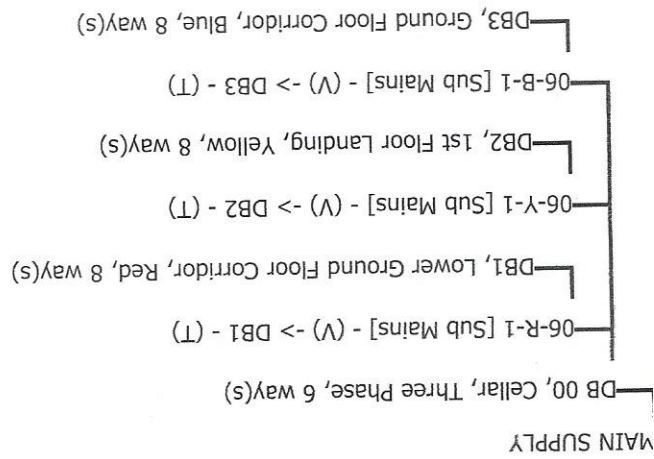 MAIN SUPPLY
DB 00, Cellar, Three Phase, 6 way(s)
06-R-1 [Sub Mains] - (V) -> DB1 - (T)
DB1, Lower Ground Floor Corridor, Red, 8 way(s)
06-Y-1 [Sub Mains] - (V) -> DB2 - (T)
DB2, 1st Floor Landing, Yellow, 8 way(s)
06-B-1 [Sub Mains] - (V) -> DB3 - (T)
DB3, Ground Floor Corridor, Blue, 8 way(s)